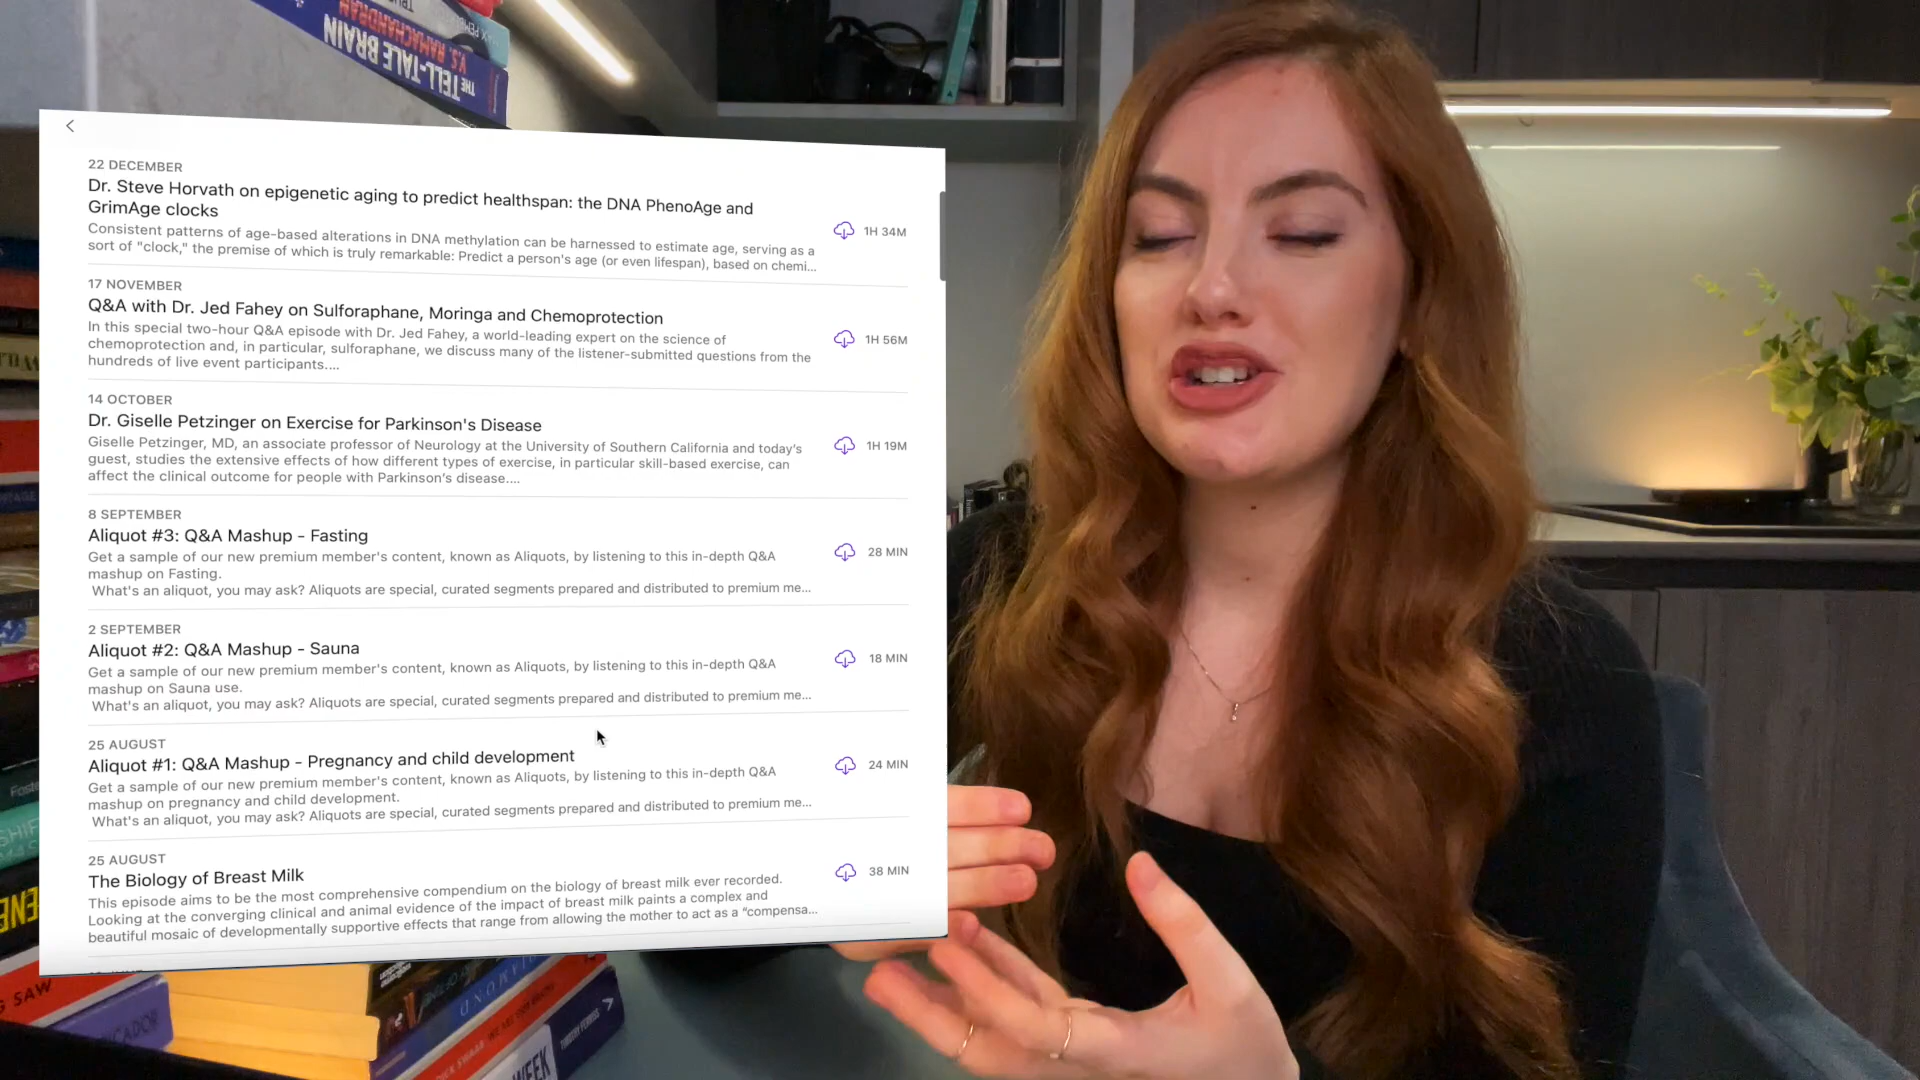 THE TELL-TALE BRAIN
V.S. RAMACHANDRAN
22 DECEMBER
Dr. Steve Horvath on epigenetic aging to predict healthspan: the DNA PhenoAge and
GrimAge clocks
Consistent patterns of age-based alterations in DNA methylation can be harnessed to estimate age, serving as a
sort of "clock," the premise of which is truly remarkable: Predict a person's age (or even lifespan), based on chemi...
1H 34M
17 NOVEMBER
Q&A with Dr. Jed Fahey on Sulforaphane, Moringa and Chemoprotection
In this special two-hour Q&A episode with Dr. Jed Fahey, a world-leading expert on the science of
chemoprotection and, in particular, sulforaphane, we discuss many of the listener-submitted questions from the
hundreds of live event participants....
1H 56M
14 OCTOBER
Dr. Giselle Petzinger on Exercise for Parkinson's Disease
Giselle Petzinger, MD, an associate professor of Neurology at the University of Southern California and today's
guest, studies the extensive effects of how different types of exercise, in particular skill-based exercise, can
affect the clinical outcome for people with Parkinson's disease....
1H 19M
8 SEPTEMBER
Aliquot #3: Q&A Mashup - Fasting
Get a sample of our new premium member's content, known as Aliquots, by listening to this in-depth Q&A
mashup on Fasting.
What's an aliquot, you may ask? Aliquots are special, curated segments prepared and distributed to premium me...
28 MIN
2 SEPTEMBER
Aliquot #2: Q&A Mashup - Sauna
Get a sample of our new premium member's content, known as Aliquots, by listening to this in-depth Q&A
mashup on Sauna use.
What's an aliquot, you may ask? Aliquots are special, curated segments prepared and distributed to premium me...
18 MIN
25 AUGUST
Aliquot #1: Q&A Mashup - Pregnancy and child development
Get a sample of our new premium member's content, known as Aliquots, by listening to this in-depth Q&A
mashup on pregnancy and child development.
What's an aliquot, you may ask? Aliquots are special, curated segments prepared and distributed to premium me...
24 MIN
25 AUGUST
The Biology of Breast Milk
This episode aims to be the most comprehensive compendium on the biology of breast milk ever recorded.
Looking at the converging clinical and animal evidence of the impact of breast milk paints a complex and
beautiful mosaic of developmentally supportive effects that range from allowing the mother to act as a "compensa...
38 MIN
SAW
PICADOR
WEEK
TIMOTHY FERRISS